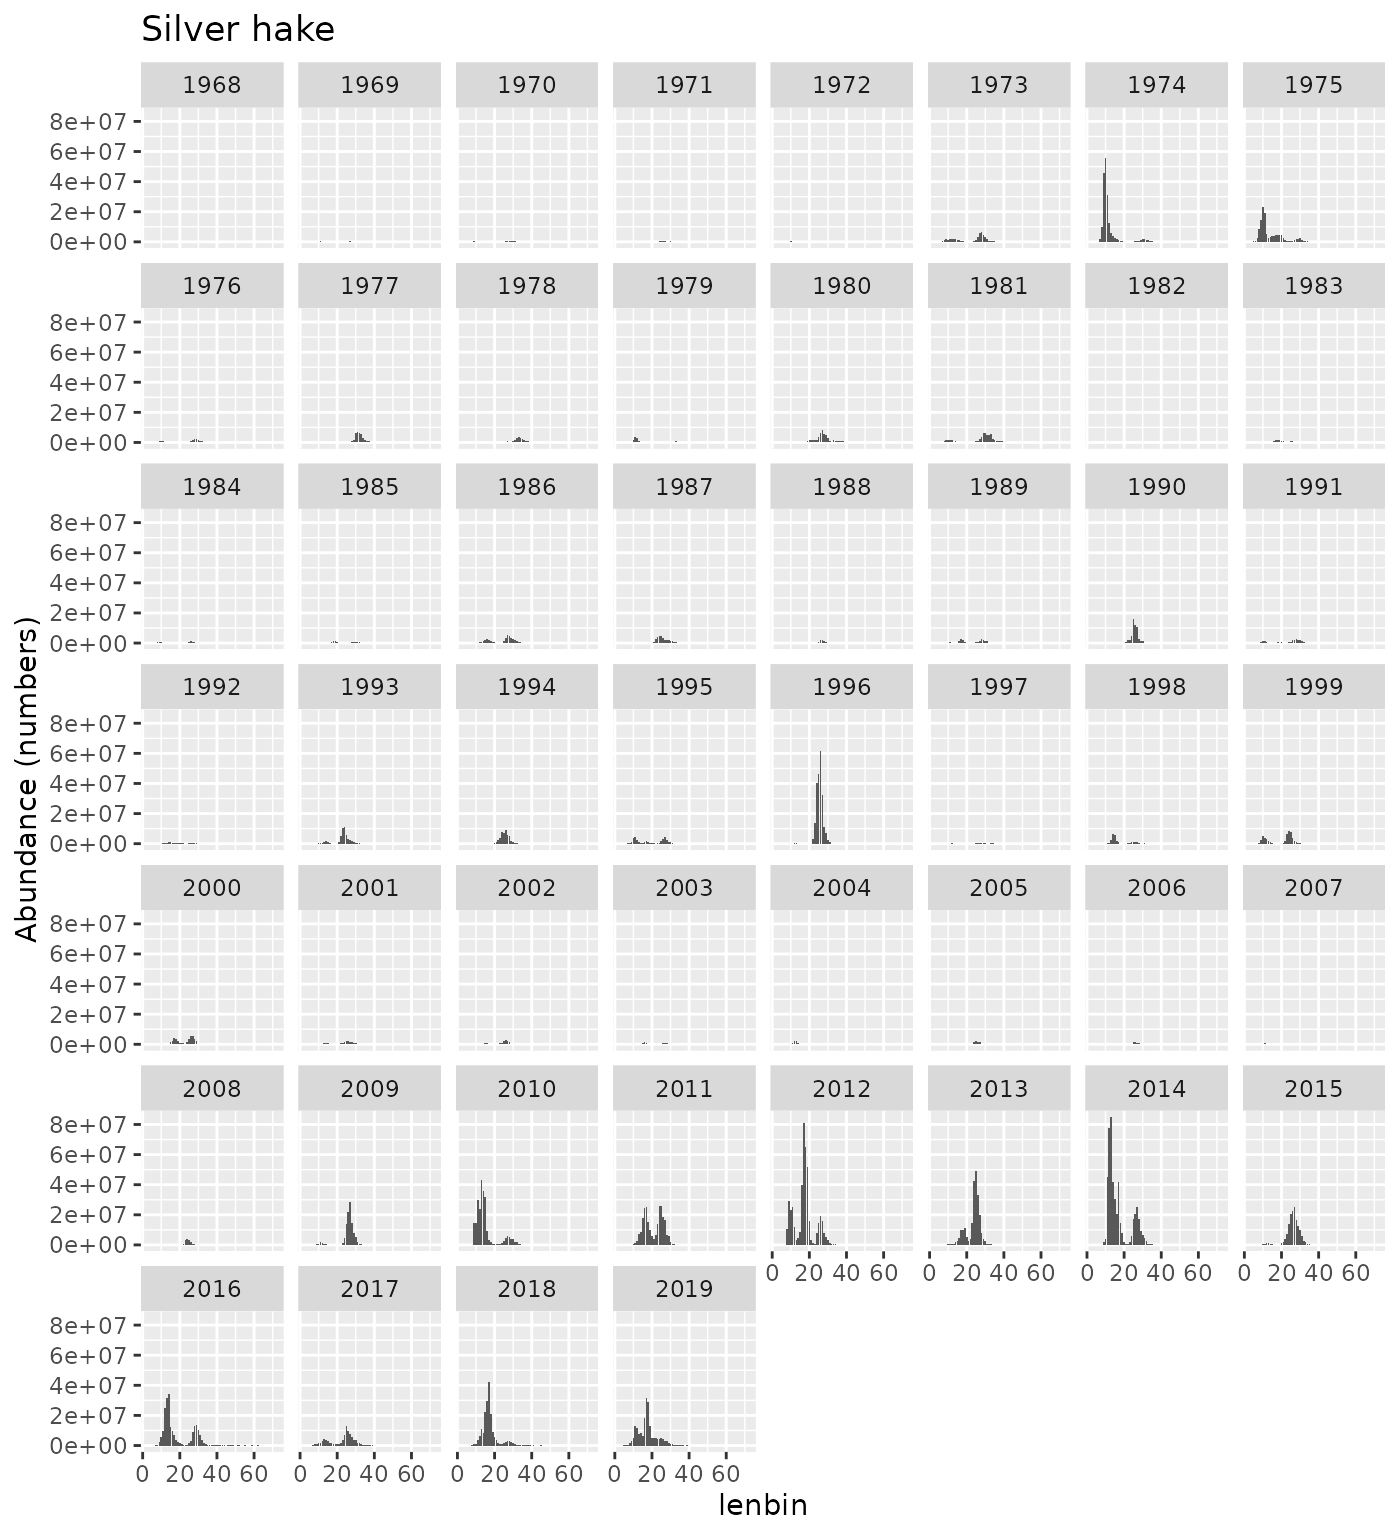 Silver hake
1968 1969 1970 1971 1972 1973 1974 1975
8e+07
6e+07
4e+07
2e+07
0e+00
1976 1977 1978 1979 1980 1981 1982 1983
8e+07
6e+07
4e+07
2e+07
0e+00
1984 1985 1986 1987 1988 1989 1990 1991
8e+07
6e+07
4e+07
2e+07
0e+00
Abundance (numbers)
1992 1993 1994 1995 1996 1997 1998 1999
8e+07
6e+07
4e+07
2e+07
0e+00
2000 2001 2002 2003 2004 2005 2006 2007
8e+07
6e+07
4e+07
2e+07
0e+00
2008 2009 2010 2011 2012 2013 2014 2015
8e+07
6e+07
4e+07
2e+07
0e+00
0 20 40 60 0 20 40 60 0 20 40 60 0 20 40 60
2016 2017 2018 2019
8e+07
6e+07
4e+07
2e+07
0e+00
0 20 40 60 0 20 40 60 0 20 40 60 0 20 40 60
lenbin